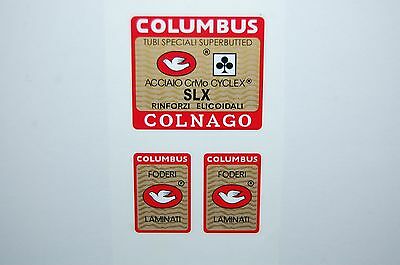 COLUMBUS
TUBI SPECIALI SUPERBUTTED
®
ACCIAIO CrMo CYCLEX®
SLX
RINFORZI ELICOIDALI
COLNAGO
COLUMBUS
FODERI
®
LAMINATI
COLUMBUS
FODERI
®
LAMINATI